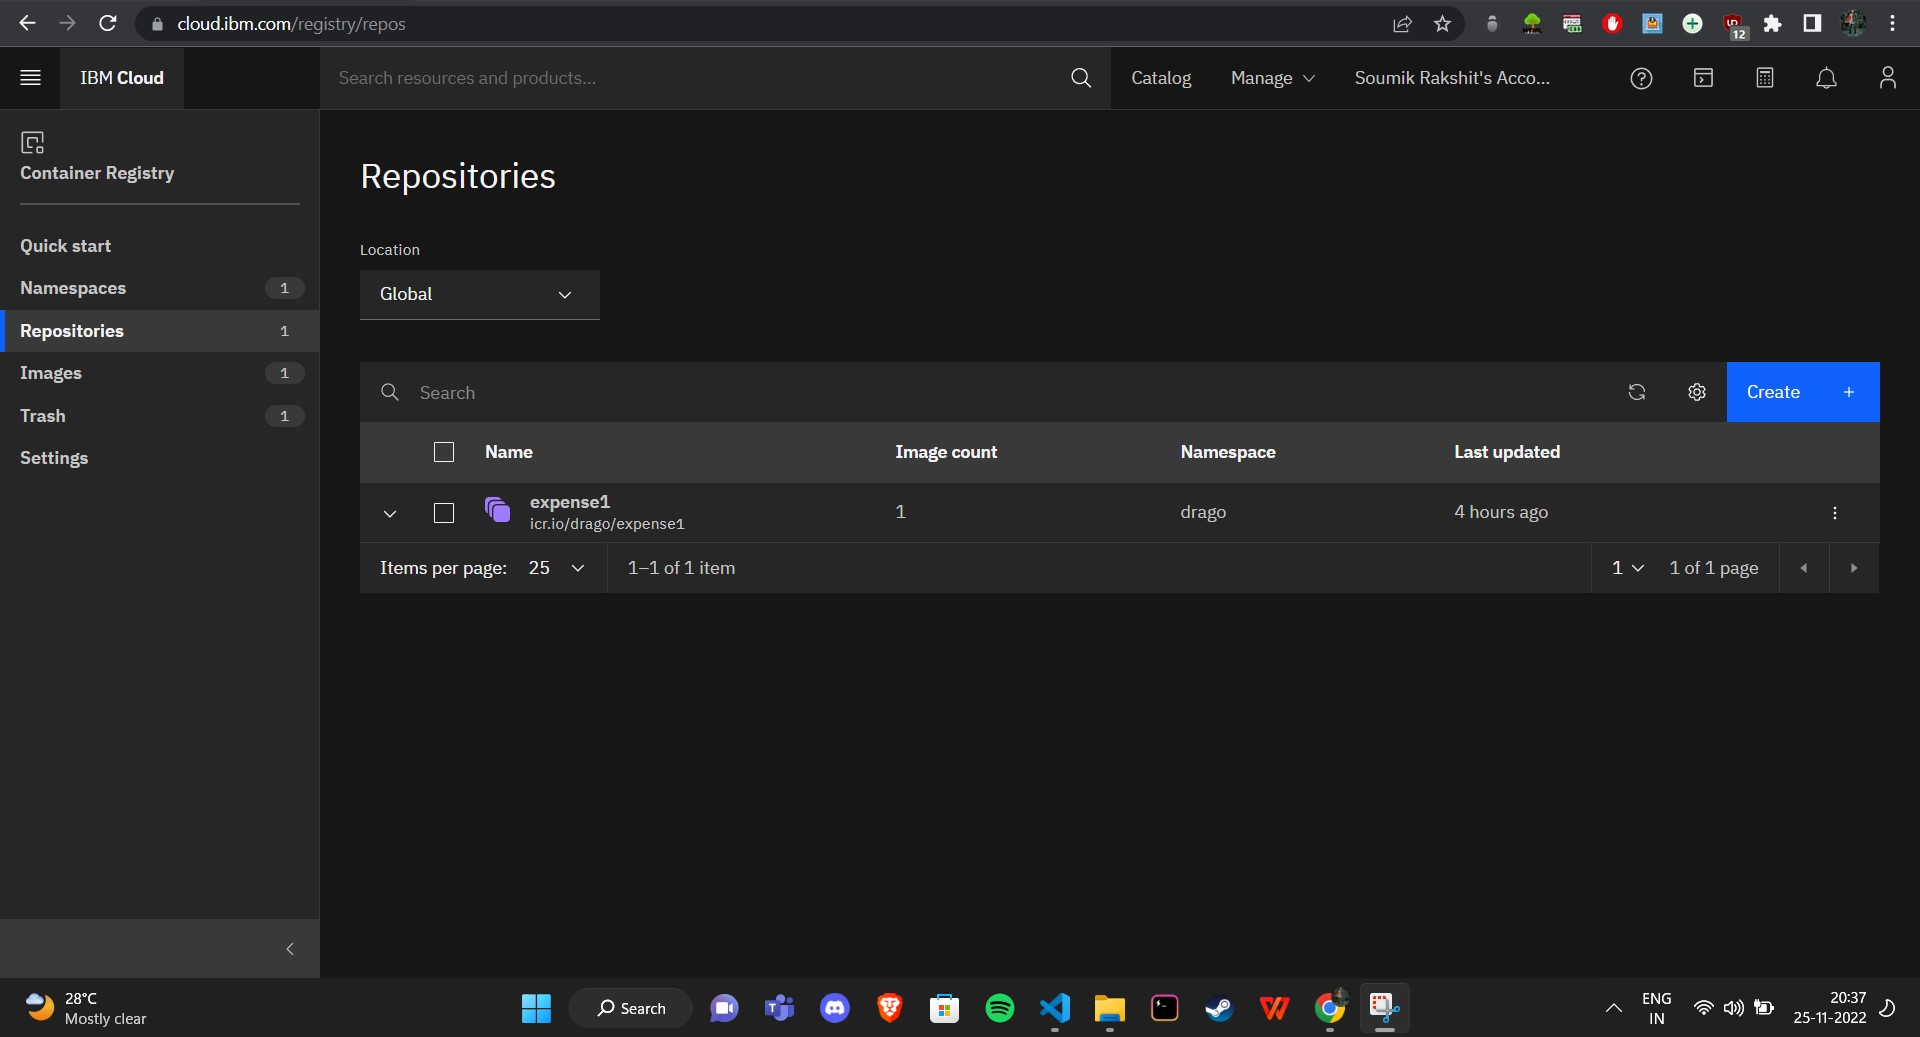 cloud.ibm.com/registry/repos
12
IBM Cloud
Search resources and products...
Catalog
Manage
Soumik Rakshit's Acco...
Container Registry
Quick start
Namespaces 1
Repositories 1
Images 1
Trash 1
Settings
Repositories
Location
Global
Search
Create +
Name Image count Namespace Last updated
expense1
icr.io/drago/expense1
1 drago 4 hours ago
Items per page: 25 1–1 of 1 item 1 1 of 1 page
28°C
Mostly clear
Search
ENG
IN
20:37
25-11-2022